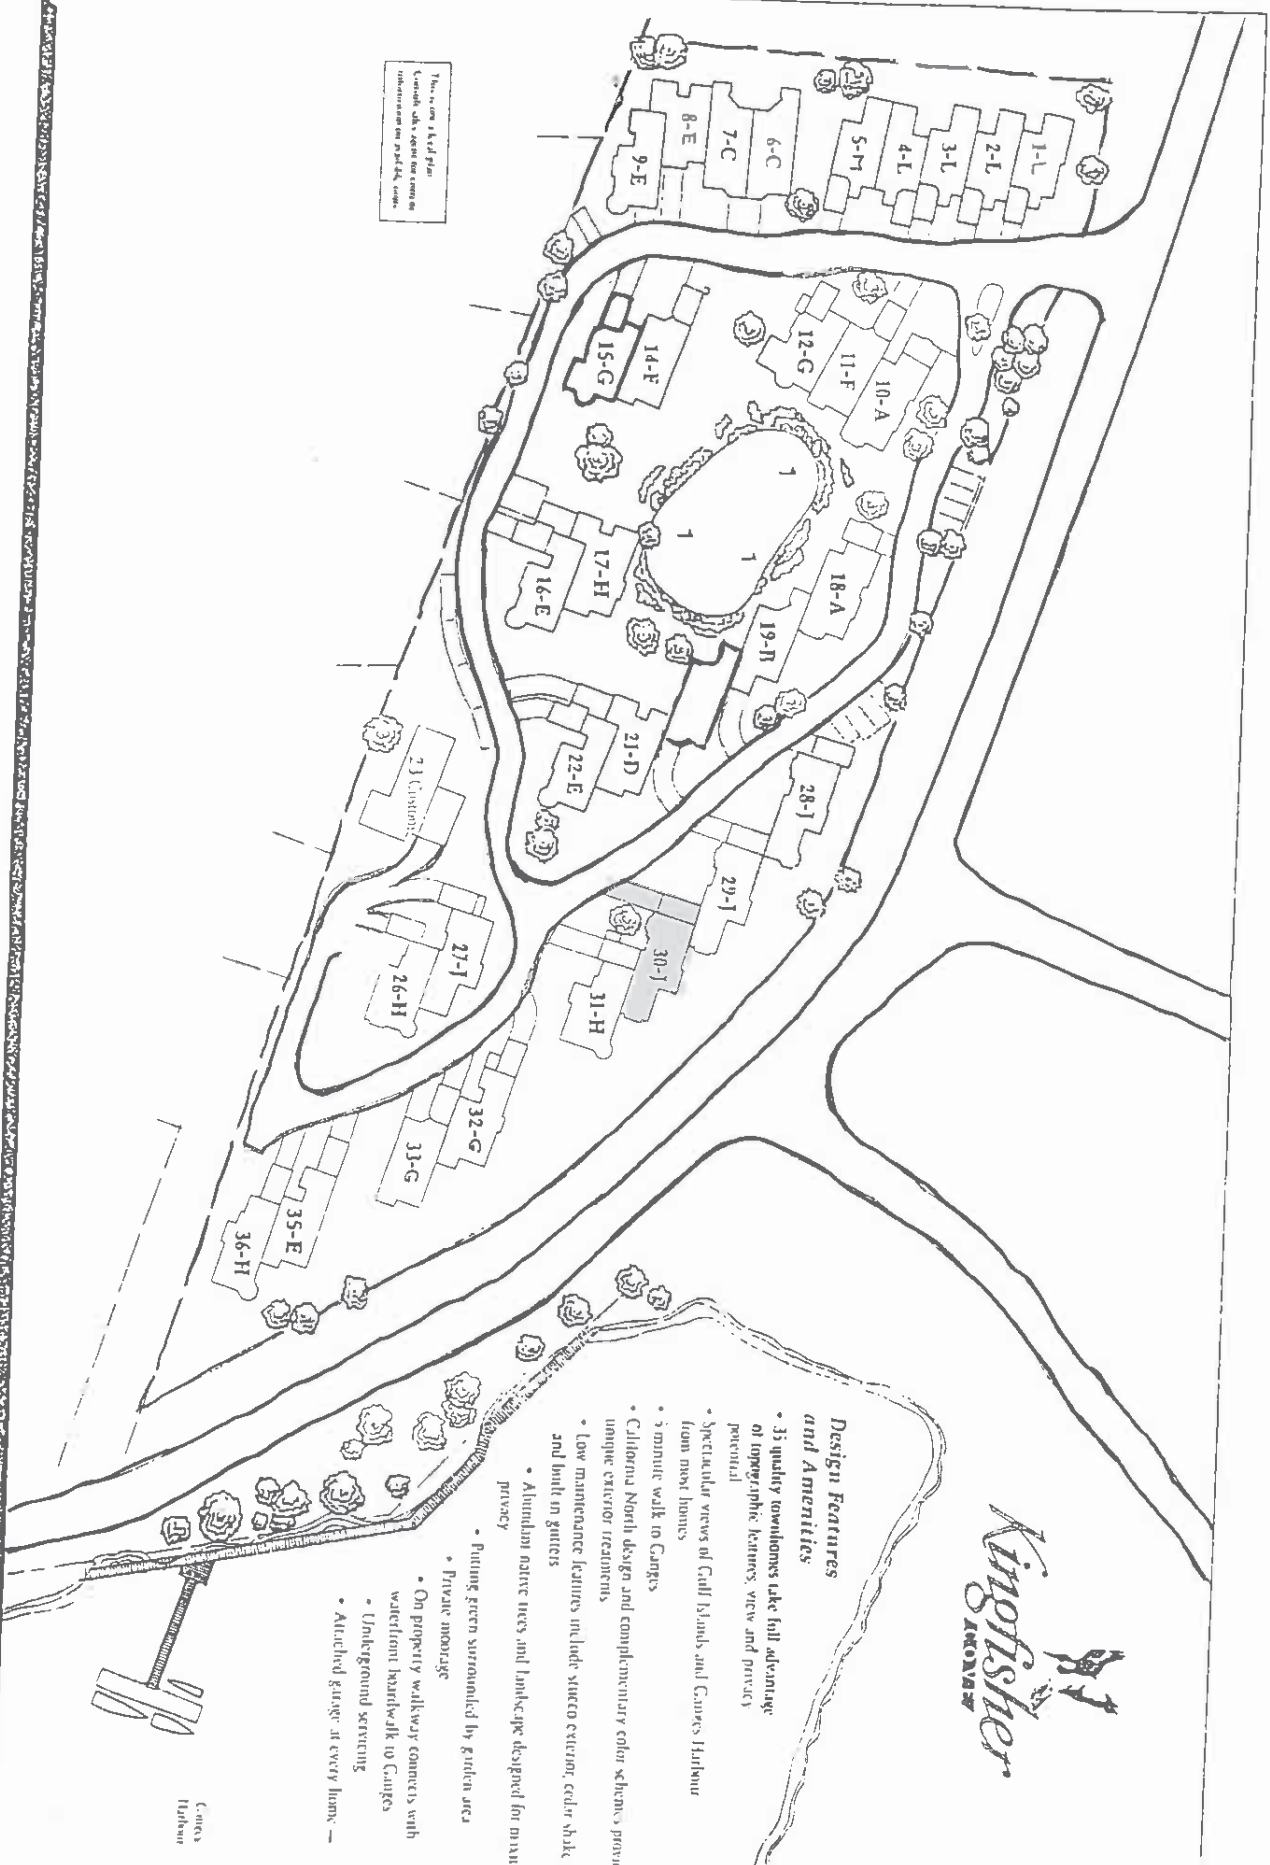 Kingfisher
Design Features
and Amenities
• 35 quality townhomes take full advantage
of topographic features, view and privacy
potential
• Spectacular views of Gulf Islands and Ganges Harbour
from most homes
• 5 minute walk to Ganges
• California North design and complementary color schemes provi
unique exterior treatments
• Low maintenance features include stucco exterior, cedar shake
and built in gutters
• Abundant native trees and landscape designed for
privacy
• Putting green surrounded by garden area
• Private moorage
• On property walkway connects with
waterfront boardwalk to Ganges
• Underground servicing
• Attached garage at every home —
Ganges
Harbour
This is not a legal plan
1-L
2-L
3-L
4-L
5-M
6-C
7-C
8-E
9-E
10-A
11-F
12-G
14-F
15-G
16-E
17-H
18-A
19-B
21-D
22-E
23 Custom
26-H
27-I
28-J
29-J
30-J
31-H
32-G
33-G
35-E
36-H